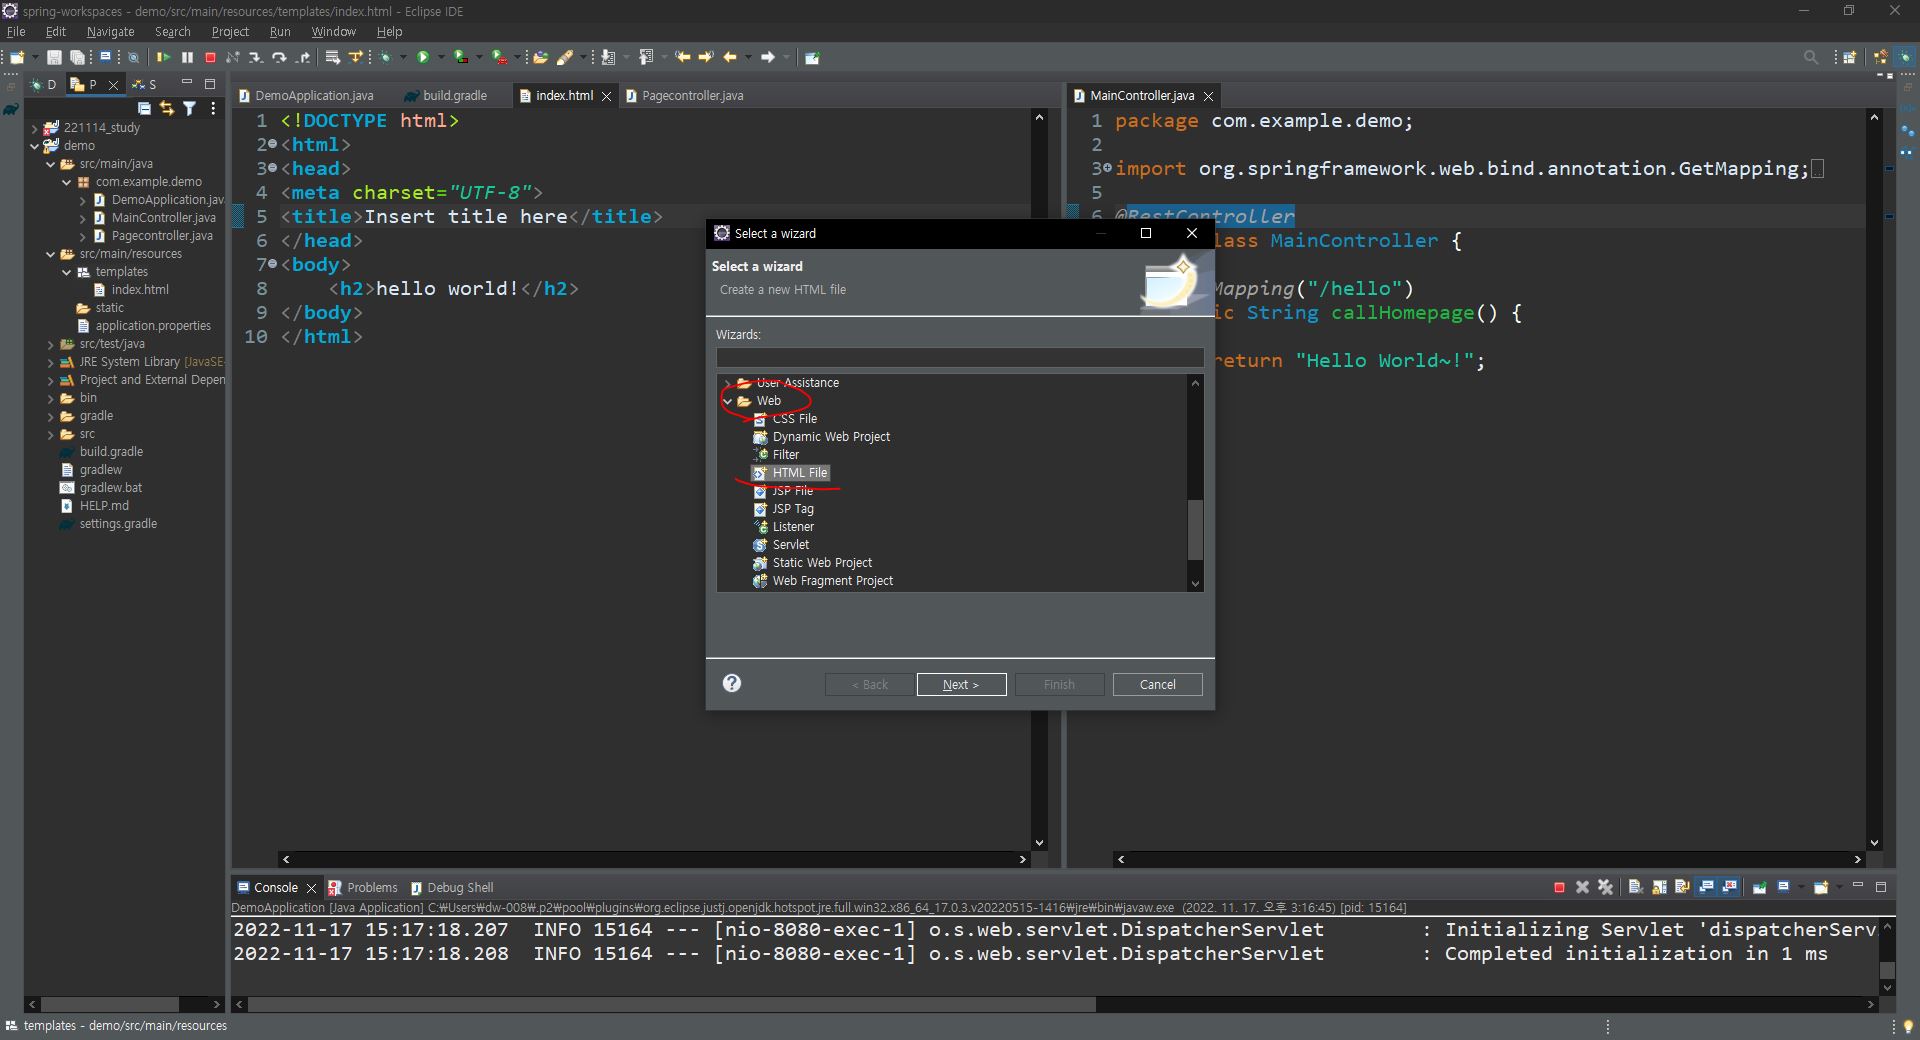 spring-workspaces - demo/src/main/resources/templates/index.html - Eclipse IDE
File Edit Navigate Search Project Run Window Help
D P S
221114_study
demo
src/main/java
com.example.demo
DemoApplication.jav
MainController.java
Pagecontroller.java
src/main/resources
templates
index.html
static
application.properties
src/test/java
JRE System Library [JavaSE-
Project and External Depen
bin
gradle
src
build.gradle
gradlew
gradlew.bat
HELP.md
settings.gradle
DemoApplication.java build.gradle index.html Pagecontroller.java
1 <!DOCTYPE html>
2 <html>
3 <head>
4 <meta charset="UTF-8">
5 <title>Insert title here</title>
6 </head>
7 <body>
8 <h2>hello world!</h2>
9 </body>
10 </html>
MainController.java
1 package com.example.demo;
2
3 import org.springframework.web.bind.annotation.GetMapping;
5
6 @RestController
lass MainController {
Mapping("/hello")
ic String callHomepage() {
return "Hello World~!";
Select a wizard
Select a wizard
Create a new HTML file
Wizards:
User Assistance
Web
CSS File
Dynamic Web Project
Filter
HTML File
JSP File
JSP Tag
Listener
Servlet
Static Web Project
Web Fragment Project
< Back Next > Finish Cancel
Console Problems Debug Shell
DemoApplication [Java Application] C:₩Users₩dw-008₩.p2₩pool₩plugins₩org.eclipse.justj.openjdk.hotspot.jre.full.win32.x86_64_17.0.3.v20220515-1416₩jre₩bin₩javaw.exe (2022. 11. 17. 오후 3:16:45) [pid: 15164]
2022-11-17 15:17:18.207 INFO 15164 --- [nio-8080-exec-1] o.s.web.servlet.DispatcherServlet : Initializing Servlet 'dispatcherServ
2022-11-17 15:17:18.208 INFO 15164 --- [nio-8080-exec-1] o.s.web.servlet.DispatcherServlet : Completed initialization in 1 ms
templates - demo/src/main/resources